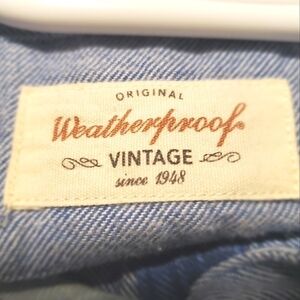 ORIGINAL
Weatherproof
VINTAGE
since 1948